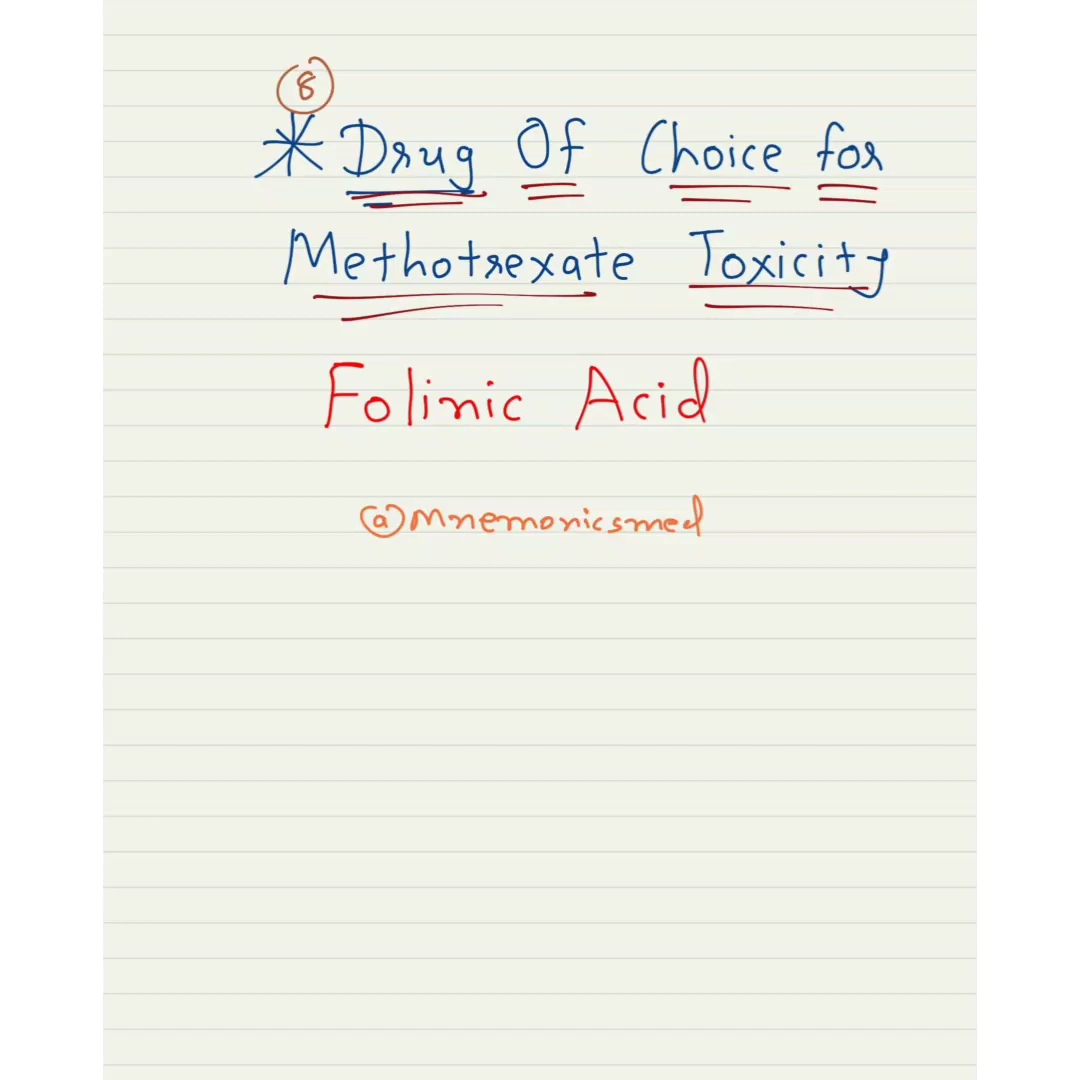 8
* Drug Of Choice for
Methotrexate Toxicity
Folinic Acid
@mnemonicsmed